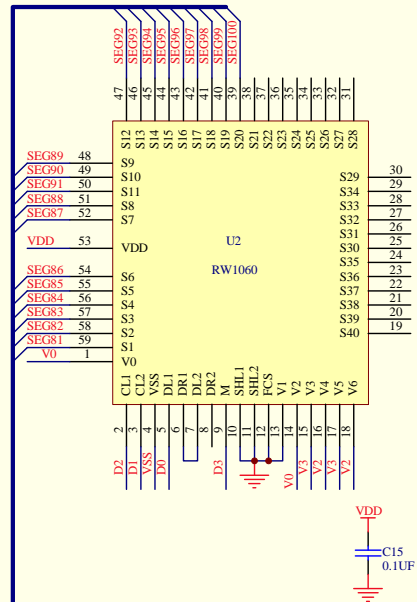 SEG92
SEG93
SEG94
SEG95
SEG96
SEG97
SEG98
SEG99
SEG100
47 46 45 44 43 42 41 40 39 38 37 36 35 34 33 32 31
S12 S13 S14 S15 S16 S17 S18 S19 S20 S21 S22 S23 S24 S25 S26 S27 S28
SEG89 48 S9
SEG90 49 S10
SEG91 50 S11
SEG88 51 S8
SEG87 52 S7
VDD 53 VDD
SEG86 54 S6
SEG85 55 S5
SEG84 56 S4
SEG83 57 S3
SEG82 58 S2
SEG81 59 S1
V0 1 V0
U2
RW1060
S29 30
S34 29
S33 28
S32 27
S31 26
S30 25
S35 24
S36 23
S37 22
S38 21
S39 20
S40 19
CL1 CL2 VSS DL1 DR1 DL2 DR2 M SHL1 SHL2 FCS V1 V2 V3 V4 V5 V6
2 3 4 5 6 7 8 9 10 11 12 13 14 15 16 17 18
D2 D1 VSS D0 D3 V0 V3 V2 V3 V2
VDD
C15
0.1UF